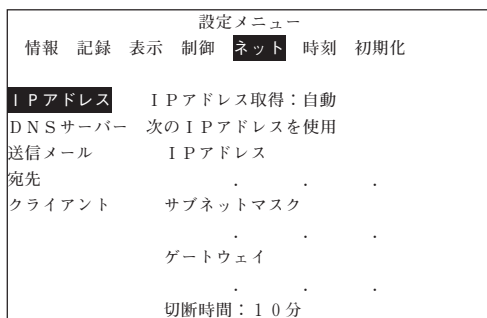 設定メニュー
情報 記録 表示 制御 ネット 時刻 初期化
IPアドレス IPアドレス取得:自動
DNSサーバー 次のIPアドレスを使用
送信メール IPアドレス
宛先 . . .
クライアント サブネットマスク
. . .
ゲートウェイ
. . .
切断時間:10分